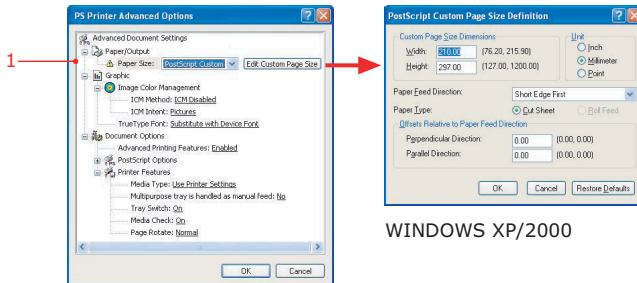 PS Printer Advanced Options
Advanced Document Settings
Paper/Output
1
Paper Size: PostScript Custom Edit Custom Page Size
Graphic
Image Color Management
ICM Method: ICM Disabled
ICM Intent: Pictures
TrueType Font: Substitute with Device Font
Document Options
Advanced Printing Features: Enabled
PostScript Options
Printer Features
Media Type: Use Printer Settings
Multipurpose tray is handled as manual feed: No
Tray Switch: On
Media Check: On
Page Rotate: Normal
OK Cancel
PostScript Custom Page Size Definition
Custom Page Size Dimensions
Unit
Width: 210.00 (76.20, 215.90)
Inch
Height: 297.00 (127.00, 1200.00)
Millimeter
Point
Paper Feed Direction: Short Edge First
Paper Type: Cut Sheet Roll Feed
Offsets Relative to Paper Feed Direction
Perpendicular Direction: 0.00 (0.00, 0.00)
Parallel Direction: 0.00 (0.00, 0.00)
OK Cancel Restore Defaults
WINDOWS XP/2000